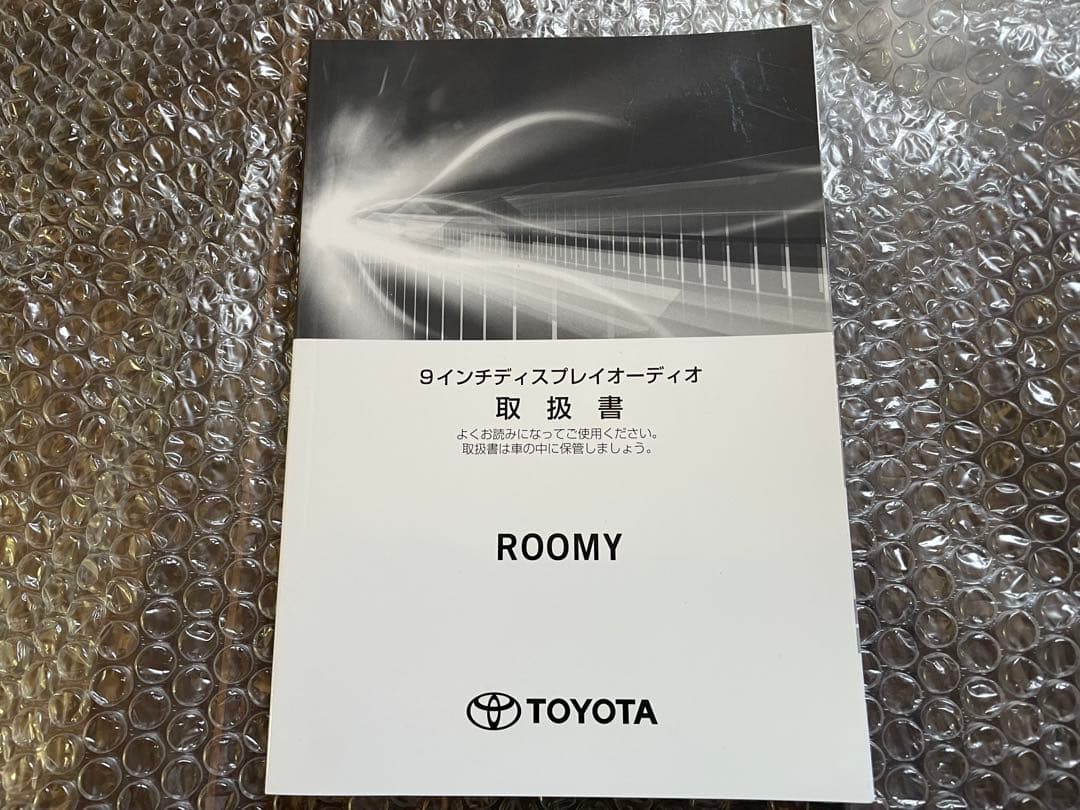 9インチディスプレイオーディオ
取扱書
よくお読みになってご使用ください。
取扱書は車の中に保管しましょう。
ROOMY
TOYOTA